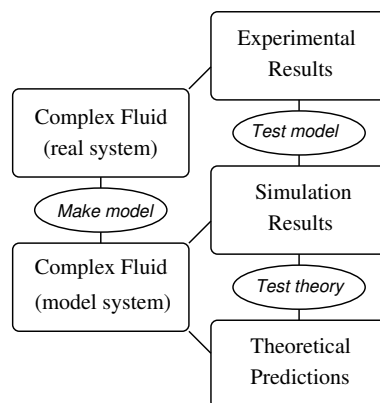 Experimental
Results
Complex Fluid
(real system)
Test model
Simulation
Results
Make model
Complex Fluid
(model system)
Test theory
Theoretical
Predictions